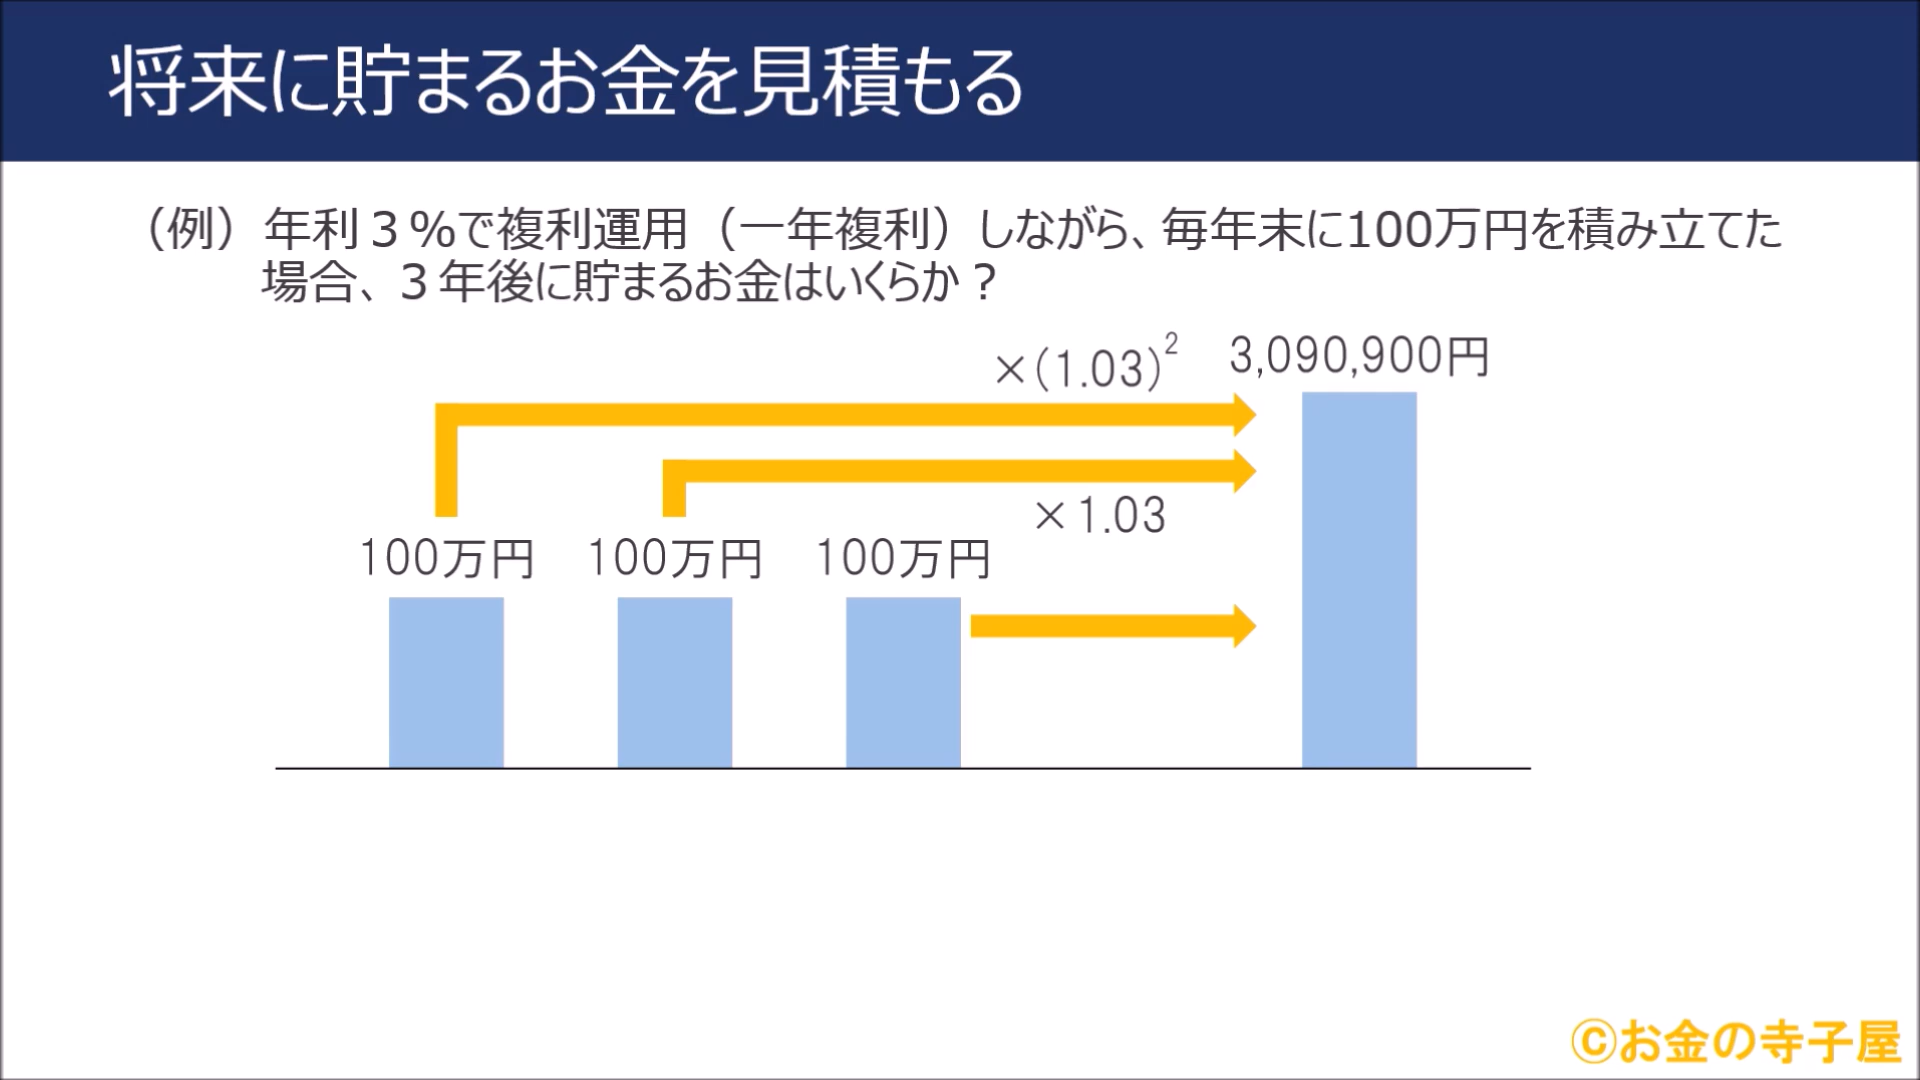 将来に貯まるお金を見積もる
（例）年利３％で複利運用（一年複利）しながら、毎年末に100万円を積み立てた
場合、３年後に貯まるお金はいくらか？
×(1.03)²
3,090,900円
×1.03
100万円
100万円
100万円
©お金の寺子屋